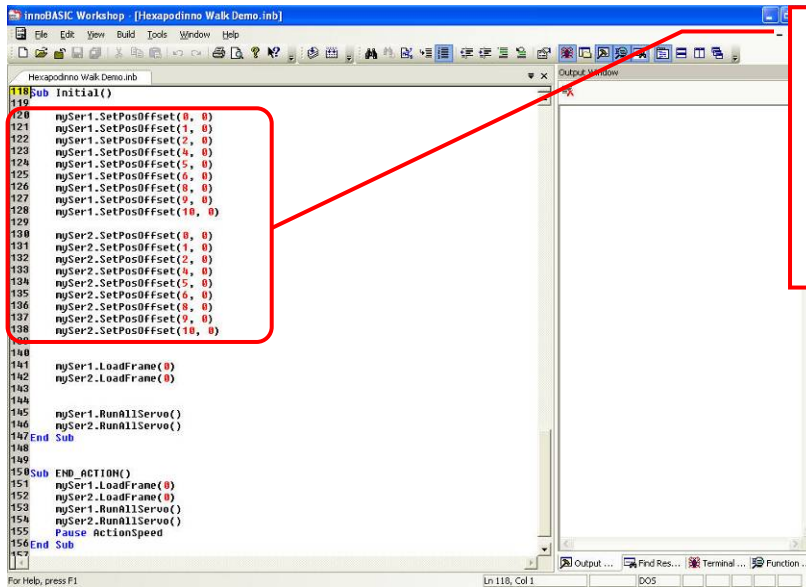 innoBASIC Workshop - [Hexapodinno Walk Demo.inb]
File Edit View Build Tools Window Help
Hexapodinno Walk Demo.inb
Output Window
118 Sub Initial()
119
120 mySer1.SetPosOffset(0, 0)
121 mySer1.SetPosOffset(1, 0)
122 mySer1.SetPosOffset(2, 0)
123 mySer1.SetPosOffset(4, 0)
124 mySer1.SetPosOffset(5, 0)
125 mySer1.SetPosOffset(6, 0)
126 mySer1.SetPosOffset(8, 0)
127 mySer1.SetPosOffset(9, 0)
128 mySer1.SetPosOffset(10, 0)
129
130 mySer2.SetPosOffset(0, 0)
131 mySer2.SetPosOffset(1, 0)
132 mySer2.SetPosOffset(2, 0)
133 mySer2.SetPosOffset(4, 0)
134 mySer2.SetPosOffset(5, 0)
135 mySer2.SetPosOffset(6, 0)
136 mySer2.SetPosOffset(8, 0)
137 mySer2.SetPosOffset(9, 0)
138 mySer2.SetPosOffset(10, 0)
139
140
141 mySer1.LoadFrame(0)
142 mySer2.LoadFrame(0)
143
144
145 mySer1.RunAllServo()
146 mySer2.RunAllServo()
147 End Sub
148
149
150 Sub END_ACTION()
151 mySer1.LoadFrame(0)
152 mySer2.LoadFrame(0)
153 mySer1.RunAllServo()
154 mySer2.RunAllServo()
155 Pause ActionSpeed
156 End Sub
157
Output ... Find Res... Terminal ... Function ...
For Help, press F1 Ln 118, Col 1 DOS